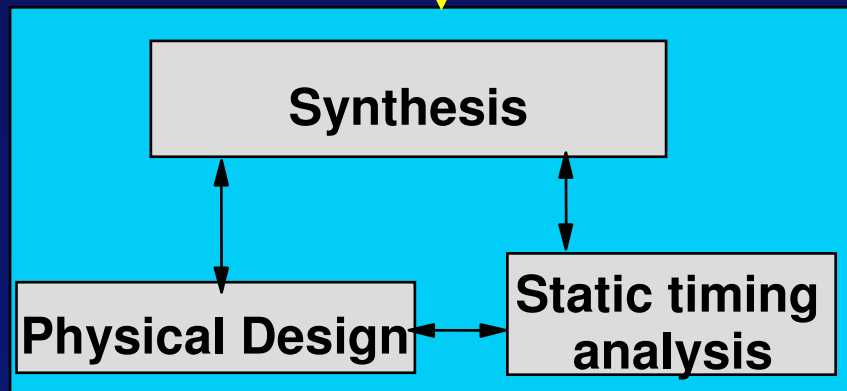 Synthesis
Physical Design
Static timing
analysis